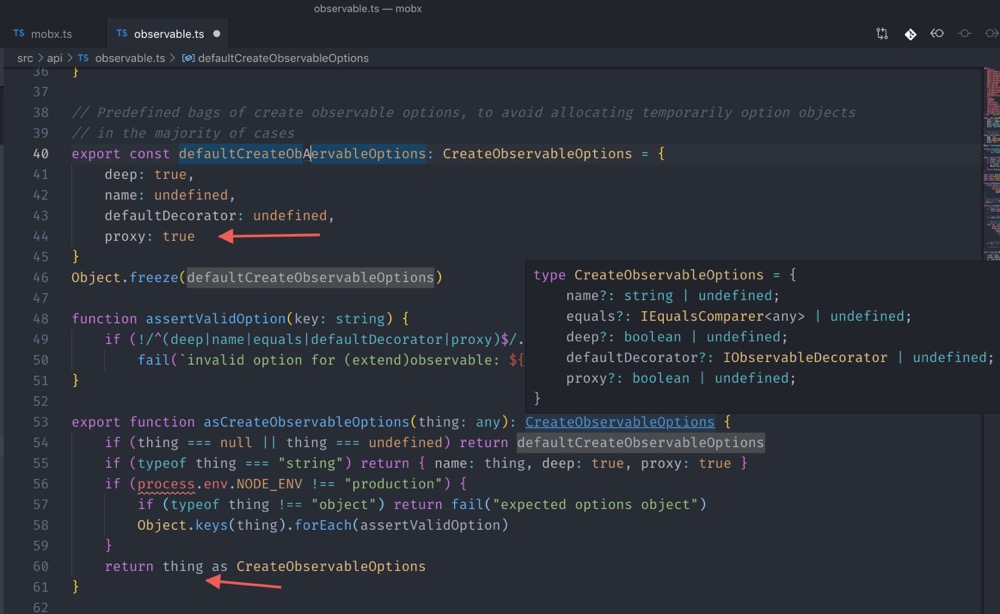 observable.ts — mobx
TS mobx.ts
TS observable.ts
src > api > TS observable.ts > defaultCreateObservableOptions
36 }
37
38 // Predefined bags of create observable options, to avoid allocating temporarily option objects
39 // in the majority of cases
40 export const defaultCreateObAervableOptions: CreateObservableOptions = {
41 deep: true,
42 name: undefined,
43 defaultDecorator: undefined,
44 proxy: true
45 }
46 Object.freeze(defaultCreateObservableOptions)
47
48 function assertValidOption(key: string) {
49 if (!/^(deep|name|equals|defaultDecorator|proxy)$/.
50 fail(`invalid option for (extend)observable: ${
51 }
52
type CreateObservableOptions = {
name?: string | undefined;
equals?: IEqualsComparer<any> | undefined;
deep?: boolean | undefined;
defaultDecorator?: IObservableDecorator | undefined;
proxy?: boolean | undefined;
}
53 export function asCreateObservableOptions(thing: any): CreateObservableOptions {
54 if (thing === null || thing === undefined) return defaultCreateObservableOptions
55 if (typeof thing === "string") return { name: thing, deep: true, proxy: true }
56 if (process.env.NODE_ENV !== "production") {
57 if (typeof thing !== "object") return fail("expected options object")
58 Object.keys(thing).forEach(assertValidOption)
59 }
60 return thing as CreateObservableOptions
61 }
62